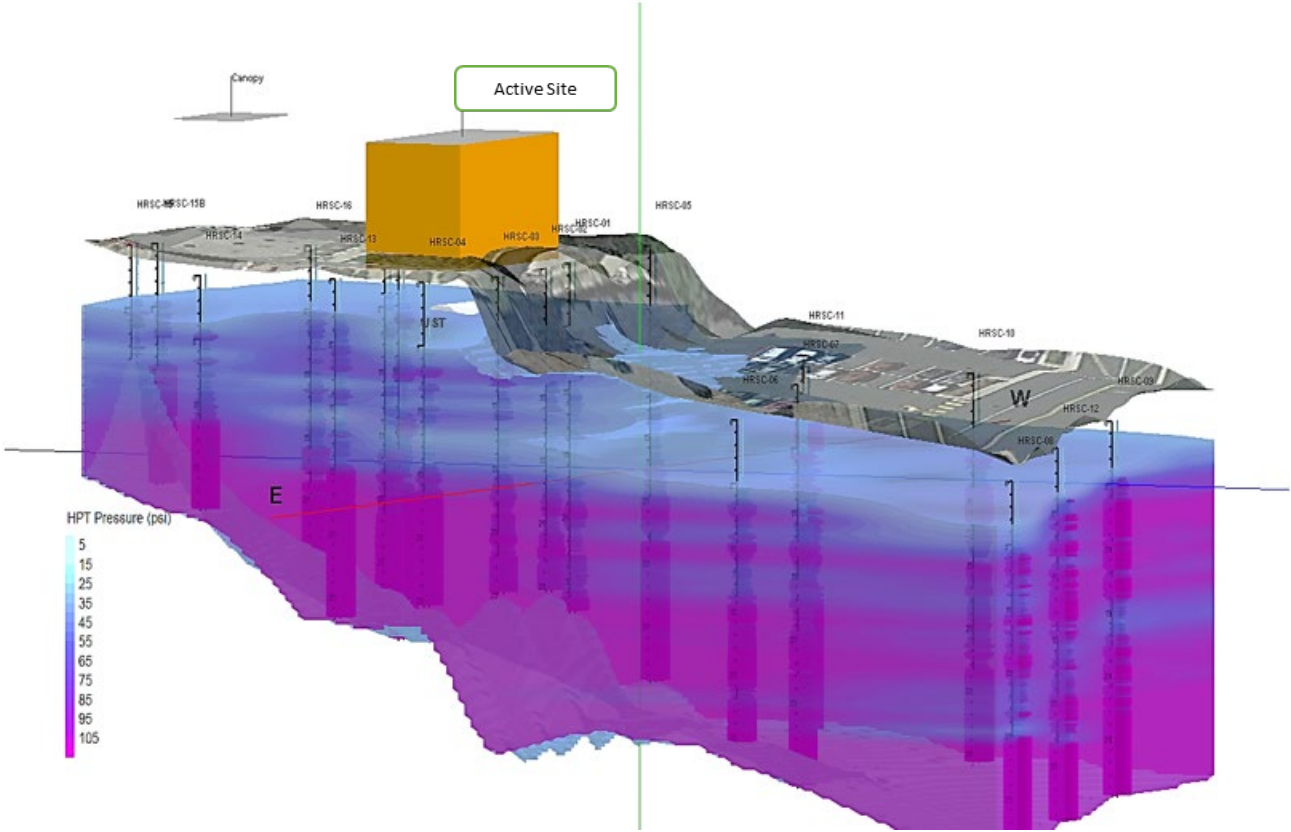 Canopy
Active Site
HRSC-15B
HRSC-16
HRSC-05
HRSC-01
HRSC-02
HRSC-14
HRSC-13
HRSC-04
HRSC-03
HRSC-11
UST
HRSC-10
HRSC-07
HRSC-06
HRSC-09
W
HRSC-12
HRSC-08
E
HPT Pressure (psi)
5
15
25
35
45
55
65
75
85
95
105